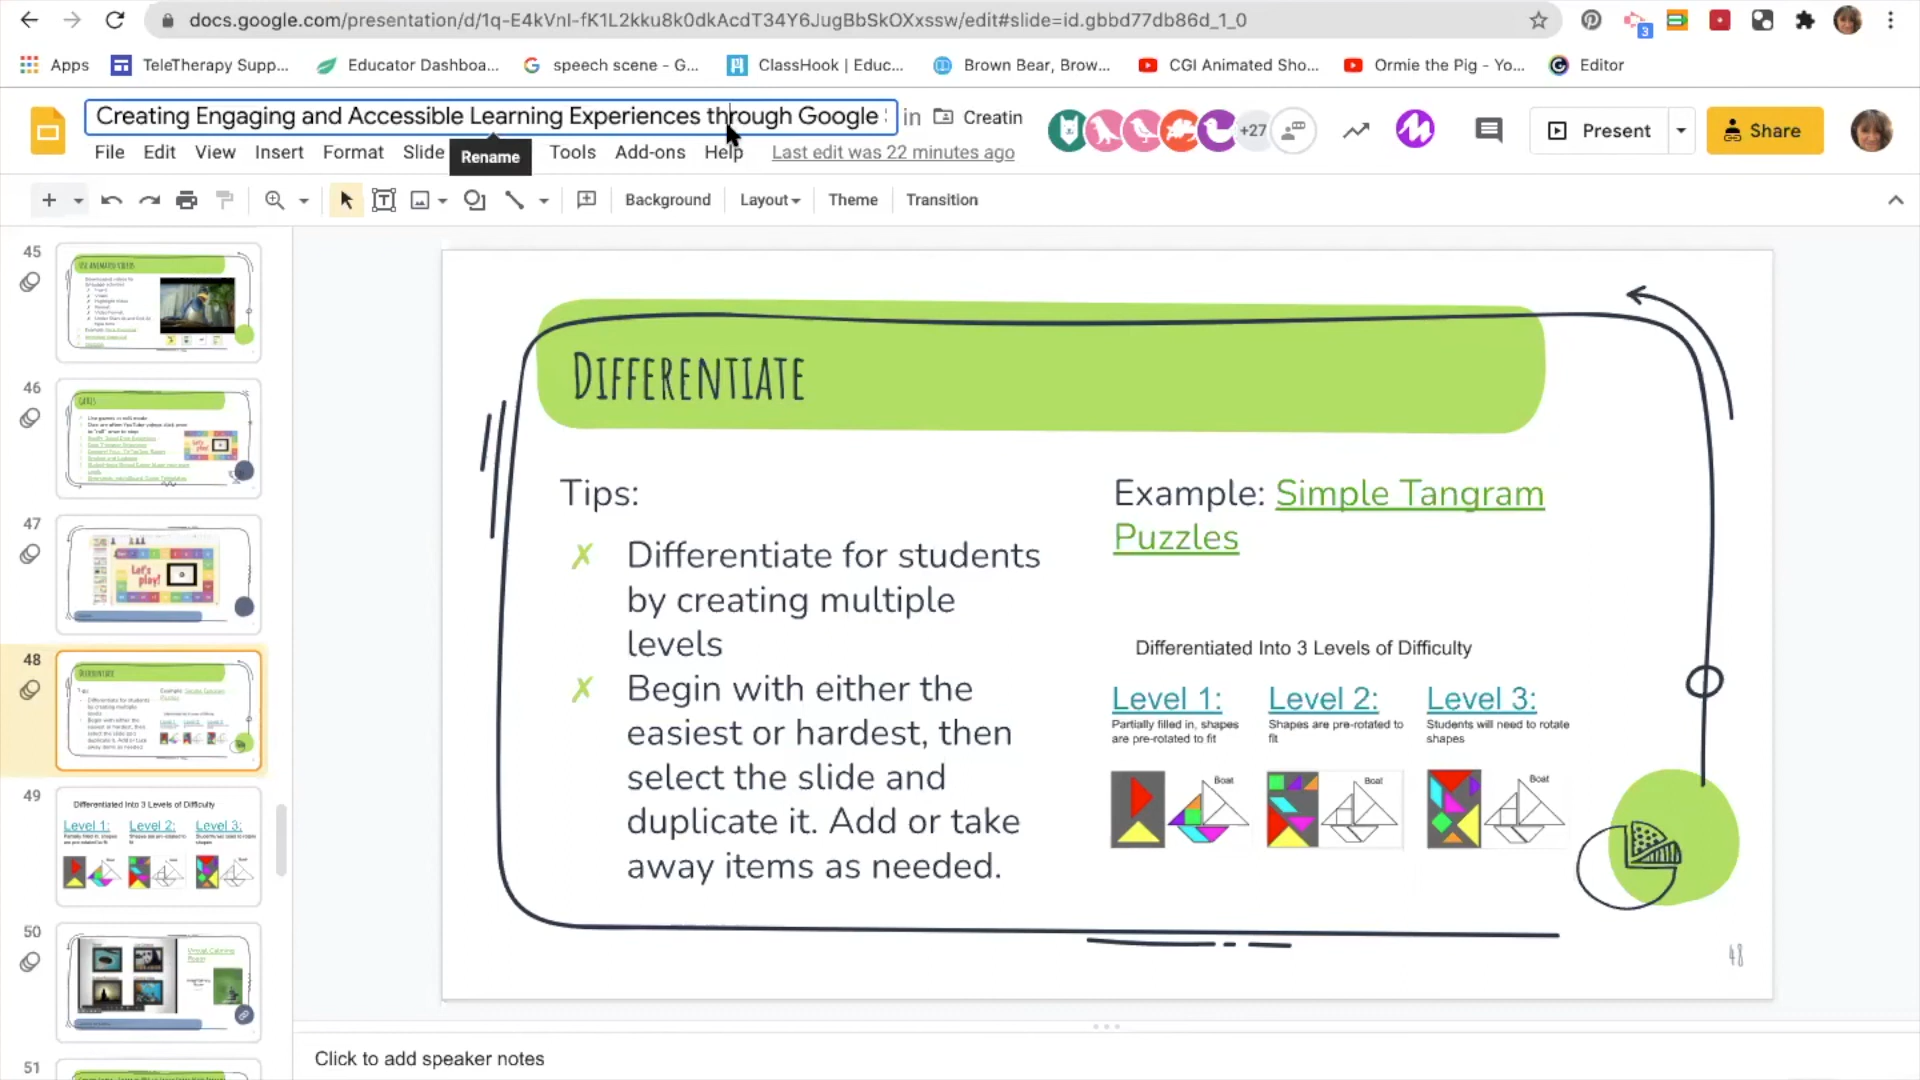 docs.google.com/presentation/d/1q-E4kVnI-fK1L2kku8k0dkAcdT34Y6JugBbSkOXxssw/edit#slide=id.gbbd77db86d_1_0
3
Apps TeleTherapy Supp... Educator Dashboa... speech scene - G... ClassHook | Educ... Brown Bear, Brow... CGI Animated Sho... Ormie the Pig - Yo... Editor
Creating Engaging and Accessible Learning Experiences through Google in Creatin
+27 Present Share
File Edit View Insert Format Slide Tools Add-ons Help Last edit was 22 minutes ago
Rename
Background Layout Theme Transition
45
46
47
Let's play!
48
49
Differentiated Into 3 Levels of Difficulty
Level 1: Level 2: Level 3:
50
51
DIFFERENTIATE
Tips:
✗ Differentiate for students
by creating multiple
levels
✗ Begin with either the
easiest or hardest, then
select the slide and
duplicate it. Add or take
away items as needed.
Example: Simple Tangram
Puzzles
Differentiated Into 3 Levels of Difficulty
Level 1: Level 2: Level 3:
Partially filled in, shapes Shapes are pre-rotated to Students will need to rotate
are pre-rotated to fit fit shapes
Boat Boat Boat
48
Click to add speaker notes